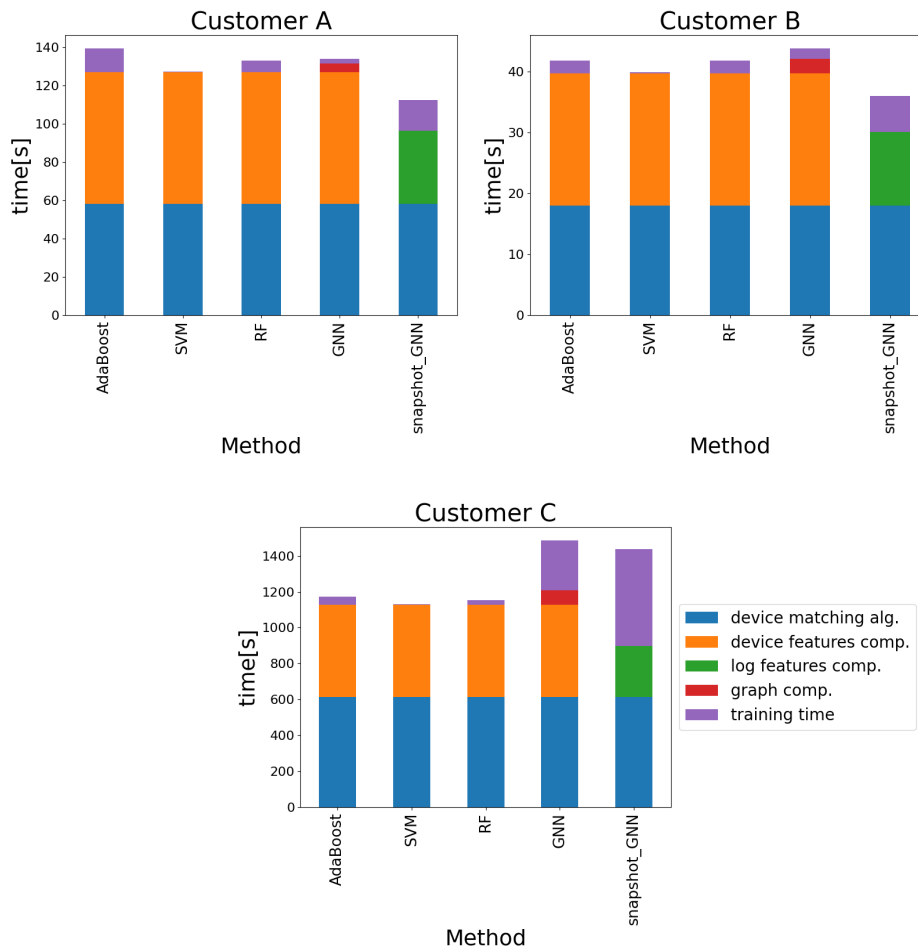 Customer A
time[s]
140
120
100
80
60
40
20
0
AdaBoost
SVM
RF
GNN
snapshot_GNN
Method
Customer B
time[s]
40
30
20
10
0
AdaBoost
SVM
RF
GNN
snapshot_GNN
Method
Customer C
time[s]
1400
1200
1000
800
600
400
200
0
AdaBoost
SVM
RF
GNN
snapshot_GNN
Method
device matching alg.
device features comp.
log features comp.
graph comp.
training time